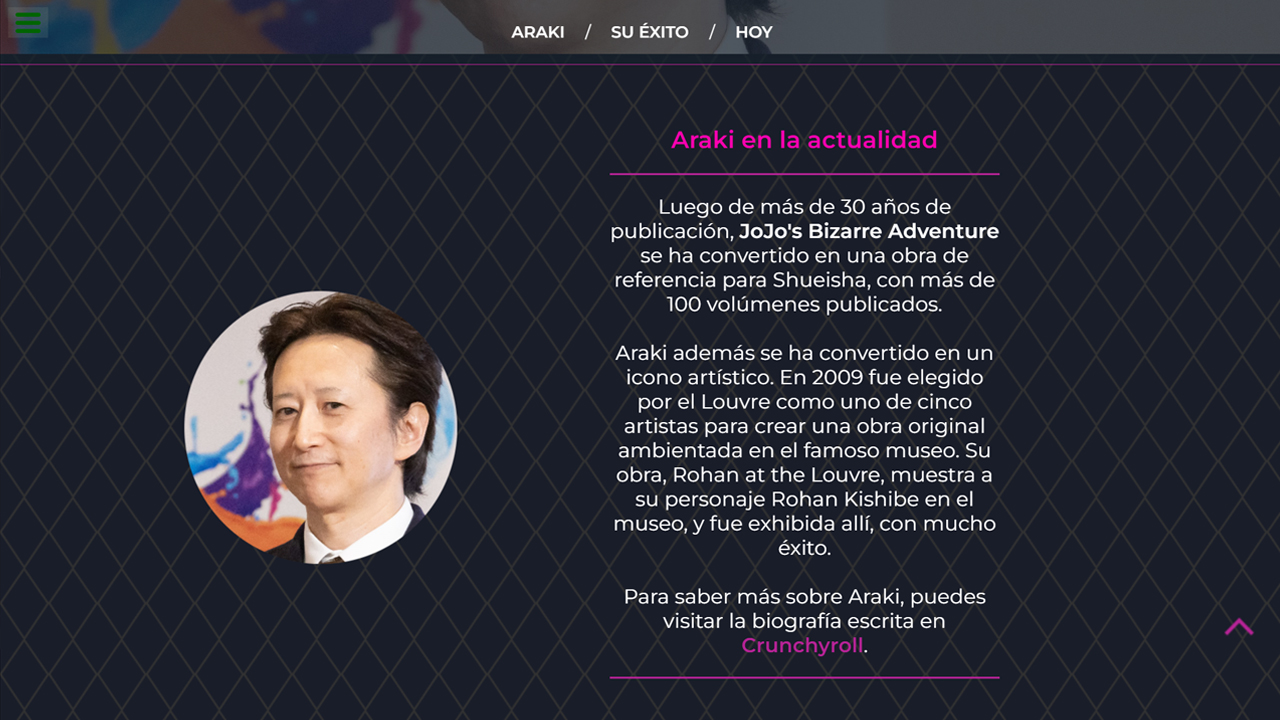 ARAKI / SU ÉXITO / HOY
Araki en la actualidad
Luego de más de 30 años de
publicación, JoJo's Bizarre Adventure
se ha convertido en una obra de
referencia para Shueisha, con más de
100 volúmenes publicados.
Araki además se ha convertido en un
icono artístico. En 2009 fue elegido
por el Louvre como uno de cinco
artistas para crear una obra original
ambientada en el famoso museo. Su
obra, Rohan at the Louvre, muestra a
su personaje Rohan Kishibe en el
museo, y fue exhibida allí, con mucho
éxito.
Para saber más sobre Araki, puedes
visitar la biografía escrita en
Crunchyroll.